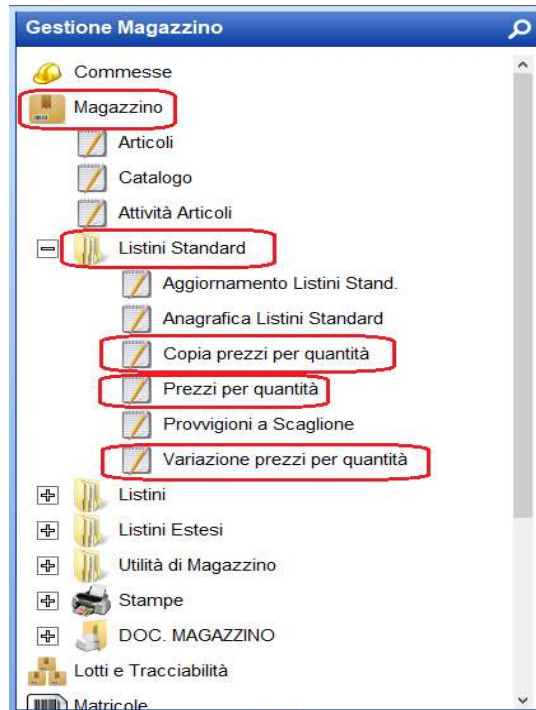 Gestione Magazzino
Commesse
Magazzino
Articoli
Catalogo
Attività Articoli
Listini Standard
Aggiornamento Listini Stand.
Anagrafica Listini Standard
Copia prezzi per quantità
Prezzi per quantità
Provvigioni a Scaglione
Variazione prezzi per quantità
Listini
Listini Estesi
Utilità di Magazzino
Stampe
DOC. MAGAZZINO
Lotti e Tracciabilità
Matricole